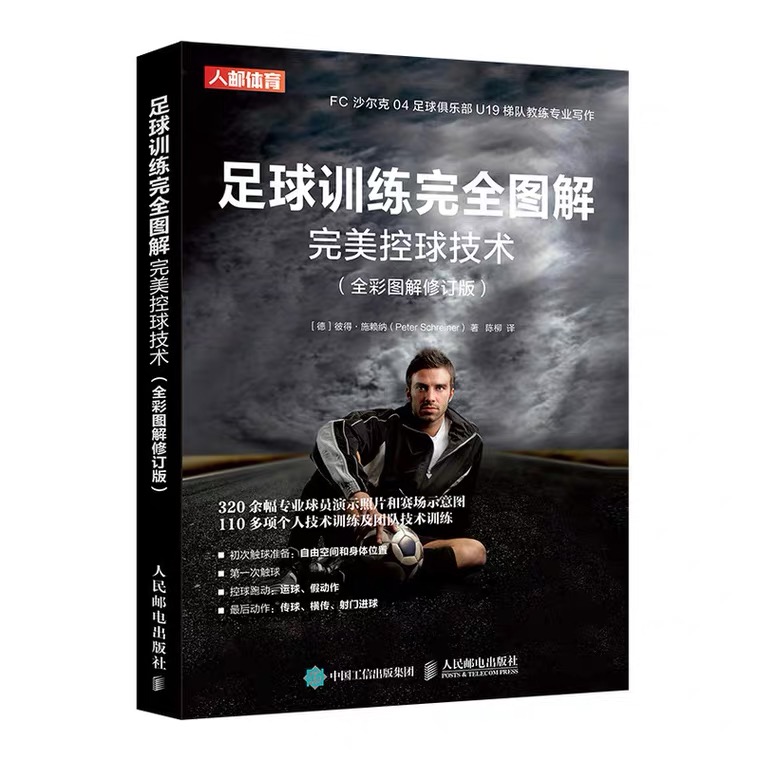 人邮体育
FC 沙尔克 04 足球俱乐部 U19 梯队教练专业写作
足球训练完全图解
完美控球技术
（全彩图解修订版）
［德］彼得·施赖纳（Peter Schreiner）著 陈柳 译
320 余幅专业球员演示照片和赛场示意图
110 多项个人技术训练及团队技术训练
■ 初次触球准备：自由空间和身体位置
■ 第一次触球
■ 控球跑动：运球、假动作
■ 最后动作：传球、横传、射门进球
中国工信出版集团
人民邮电出版社
POSTS & TELECOM PRESS
足球训练完全图解 完美控球技术（全彩图解修订版）
人民邮电出版社